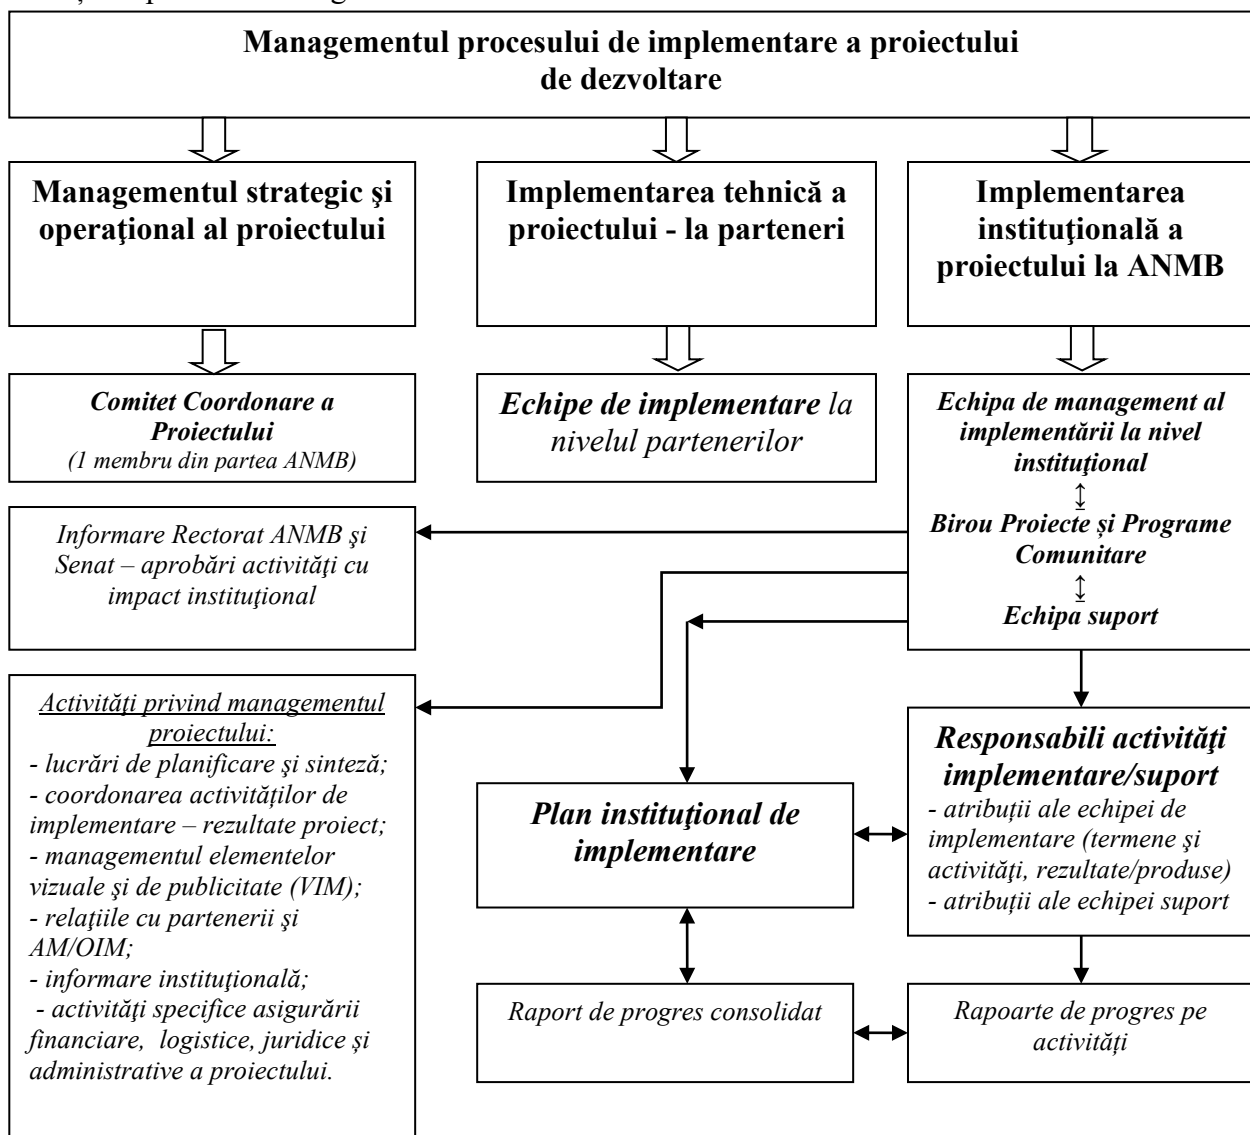 Managementul procesului de implementare a proiectului
de dezvoltare
Managementul strategic şi
operaţional al proiectului
Implementarea tehnică a
proiectului - la parteneri
Implementarea
instituţională a
proiectului la ANMB
Comitet Coordonare a
Proiectului
(1 membru din partea ANMB)
Echipe de implementare la
nivelul partenerilor
Echipa de management al
implementării la nivel
instituţional
↕
Birou Proiecte și Programe
Comunitare
↕
Echipa suport
Informare Rectorat ANMB şi
Senat – aprobări activităţi cu
impact instituţional
Activităţi privind managementul
proiectului:
- lucrări de planificare şi sinteză;
- coordonarea activităților de
implementare – rezultate proiect;
- managementul elementelor
vizuale şi de publicitate (VIM);
- relaţiile cu partenerii şi
AM/OIM;
- informare instituţională;
- activităţi specifice asigurării
financiare, logistice, juridice și
administrative a proiectului.
Plan instituţional de
implementare
Responsabili activităţi
implementare/suport
- atribuții ale echipei de
implementare (termene şi
activităţi, rezultate/produse)
- atribuții ale echipei suport
Raport de progres consolidat
Rapoarte de progres pe
activități